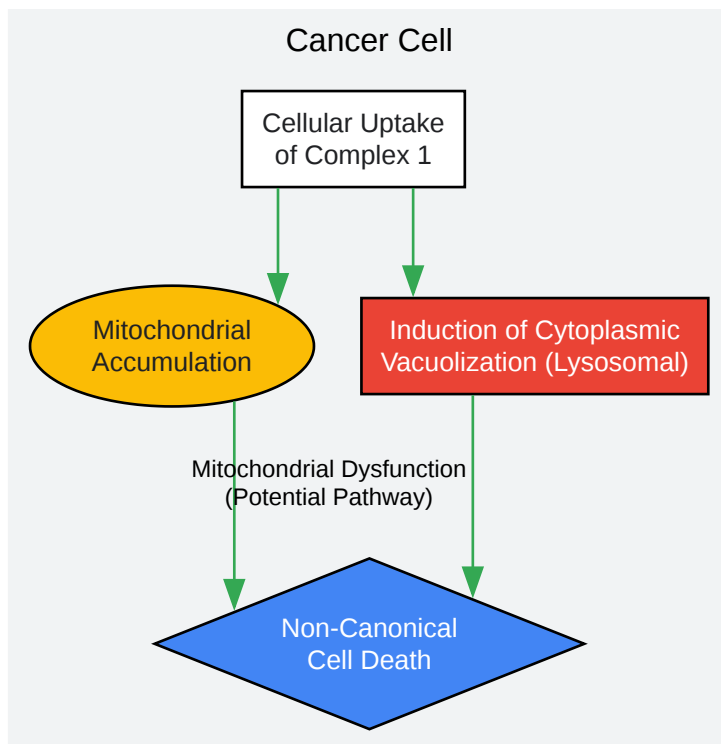 Cancer Cell
Cellular Uptake
of Complex 1
Mitochondrial
Accumulation
Induction of Cytoplasmic
Vacuolization (Lysosomal)
Mitochondrial Dysfunction
(Potential Pathway)
Non-Canonical
Cell Death